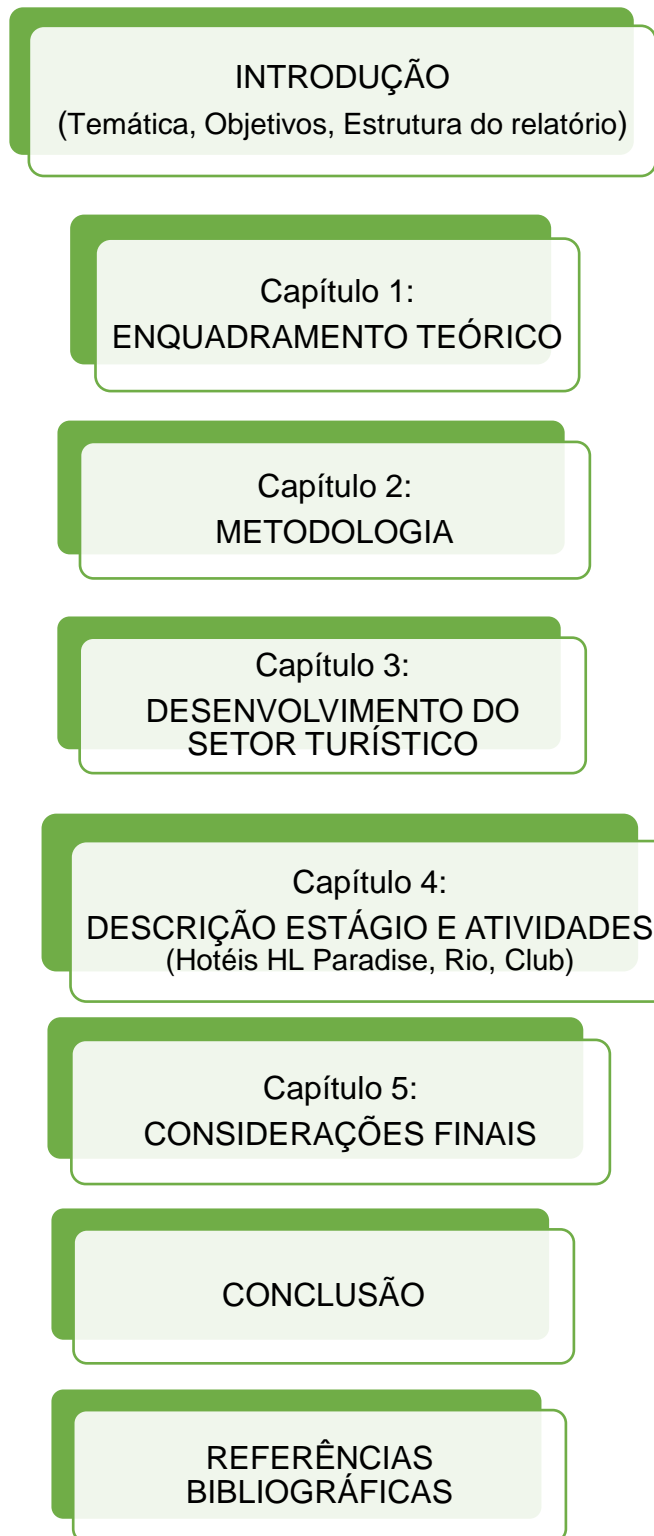 INTRODUÇÃO
(Temática, Objetivos, Estrutura do relatório)
Capítulo 1:
ENQUADRAMENTO TEÓRICO
Capítulo 2:
METODOLOGIA
Capítulo 3:
DESENVOLVIMENTO DO
SETOR TURÍSTICO
Capítulo 4:
DESCRIÇÃO ESTÁGIO E ATIVIDADES
(Hotéis HL Paradise, Rio, Club)
Capítulo 5:
CONSIDERAÇÕES FINAIS
CONCLUSÃO
REFERÊNCIAS
BIBLIOGRÁFICAS